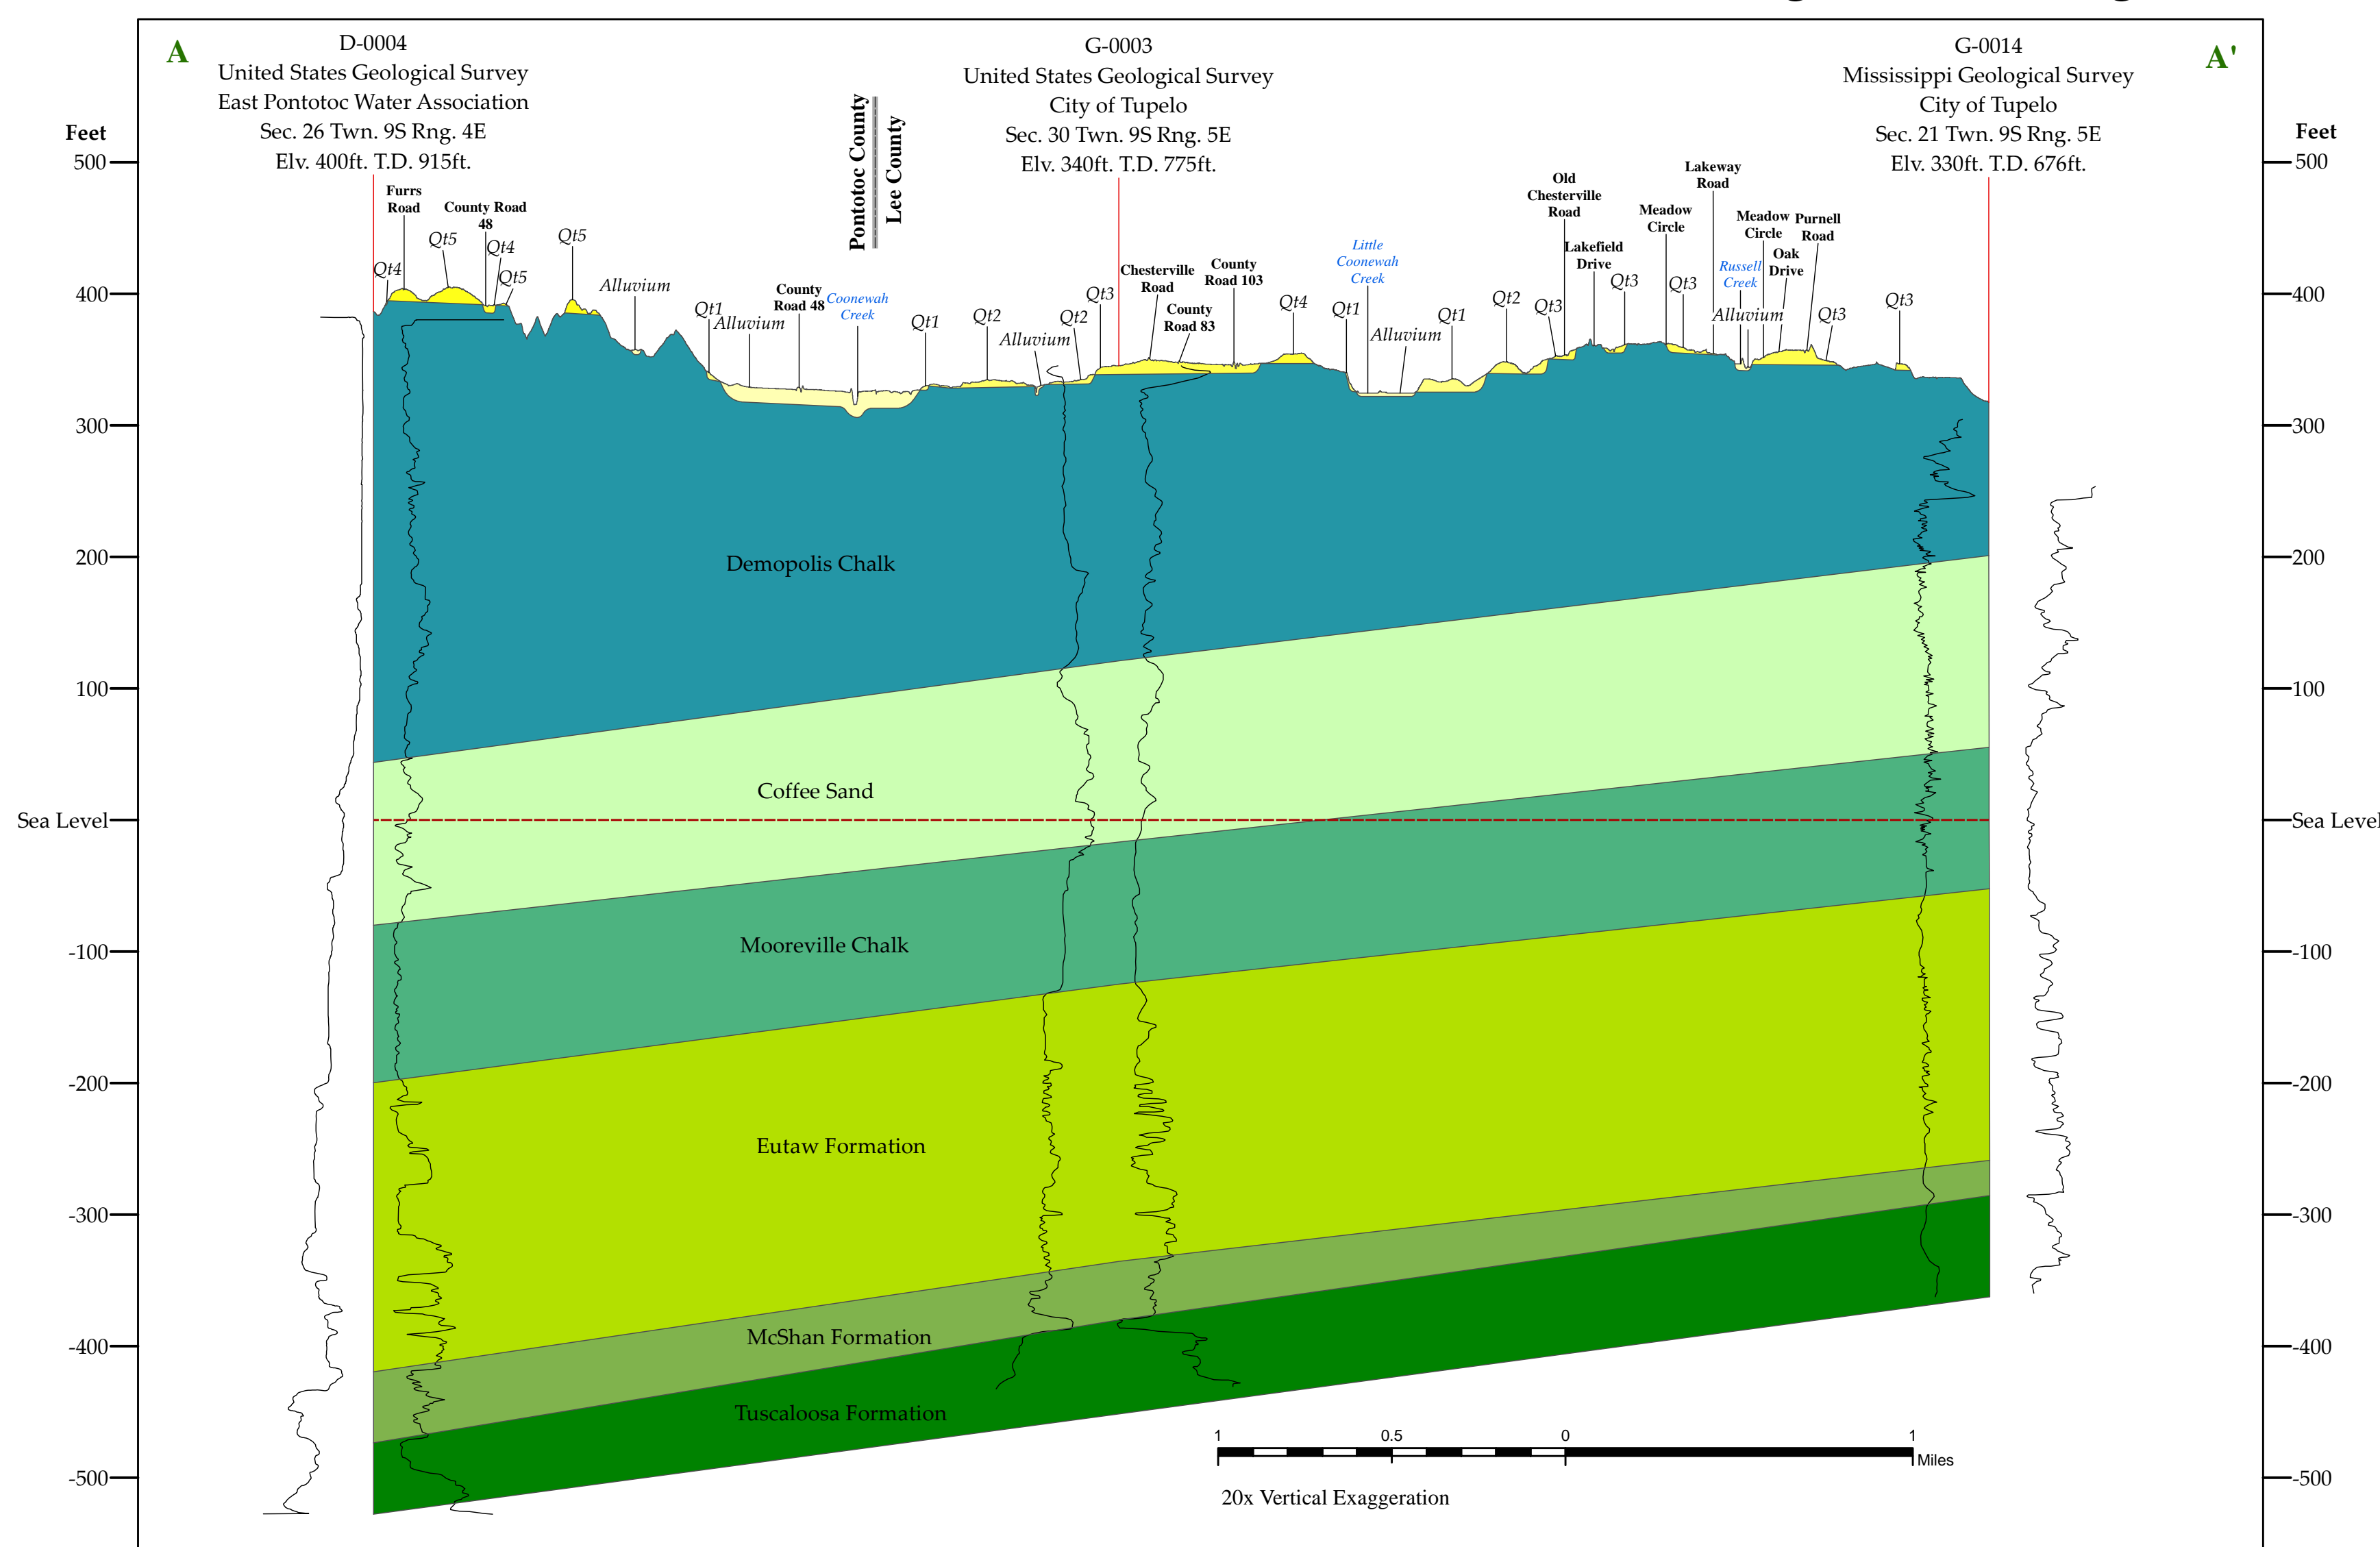 A
A'
D-0004
United States Geological Survey
East Pontotoc Water Association
Sec. 26 Twn. 9S Rng. 4E
Elv. 400ft. T.D. 915ft.
G-0003
United States Geological Survey
City of Tupelo
Sec. 30 Twn. 9S Rng. 5E
Elv. 340ft. T.D. 775ft.
G-0014
Mississippi Geological Survey
City of Tupelo
Sec. 21 Twn. 9S Rng. 5E
Elv. 330ft. T.D. 676ft.
Pontotoc County
Lee County
Feet
500
400
300
200
100
Sea Level
-100
-200
-300
-400
-500
Qt4
Furrs
Road
Qt5
County Road
48
Qt4
Qt5
Qt5
Alluvium
Qt1
Alluvium
County
Road 48
Coonewah
Creek
Qt1
Qt2
Alluvium
Qt2
Qt3
Chesterville
Road
County
Road 83
County
Road 103
Qt4
Little
Coonewah
Creek
Qt1
Alluvium
Qt1
Qt2
Qt3
Old
Chesterville
Road
Lakefield
Drive
Qt3
Meadow
Circle
Qt3
Lakeway
Road
Russell
Creek
Alluvium
Meadow
Circle
Oak
Drive
Purnell
Road
Qt3
Qt3
Demopolis Chalk
Coffee Sand
Mooreville Chalk
Eutaw Formation
McShan Formation
Tuscaloosa Formation
Feet
500
400
300
200
100
Sea Level
-100
-200
-300
-400
-500
1
0.5
0
1
Miles
20x Vertical Exaggeration